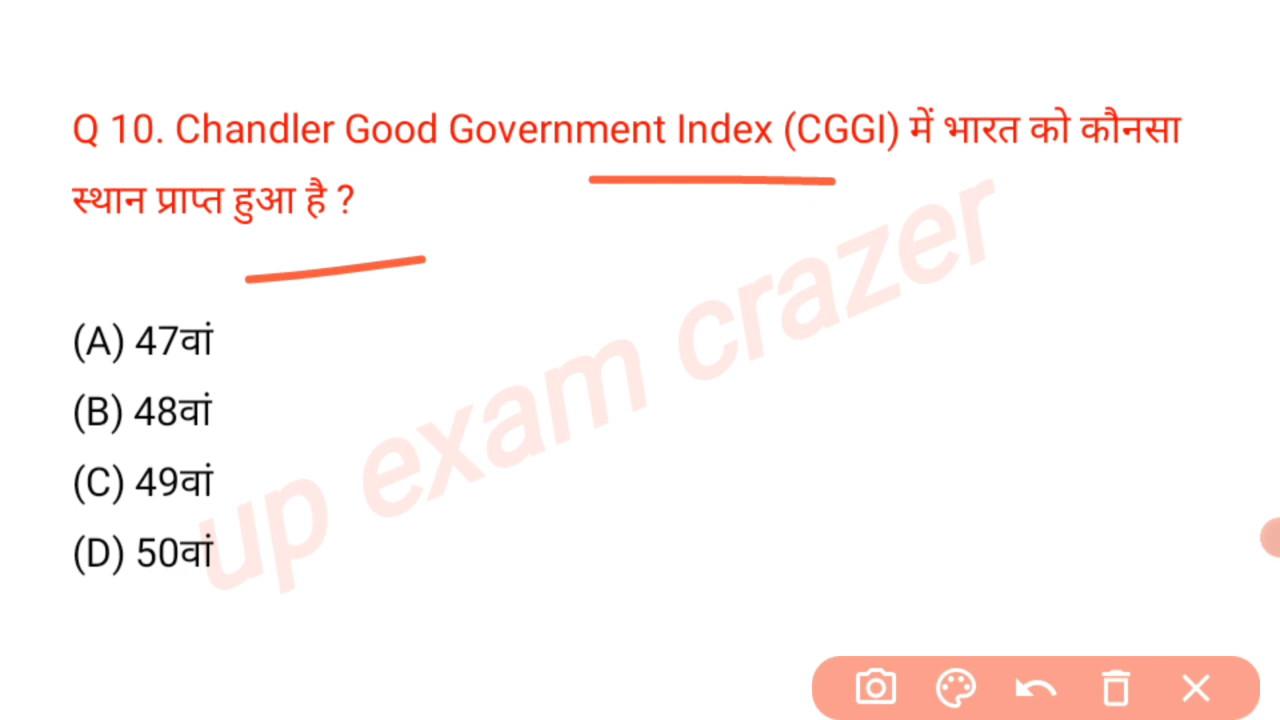 Q 10. Chandler Good Government Index (CGGI) में भारत को कौनसा
स्थान प्राप्त हुआ है ?
(A) 47वां
(B) 48वां
(C) 49वां
(D) 50वां
up exam crazer